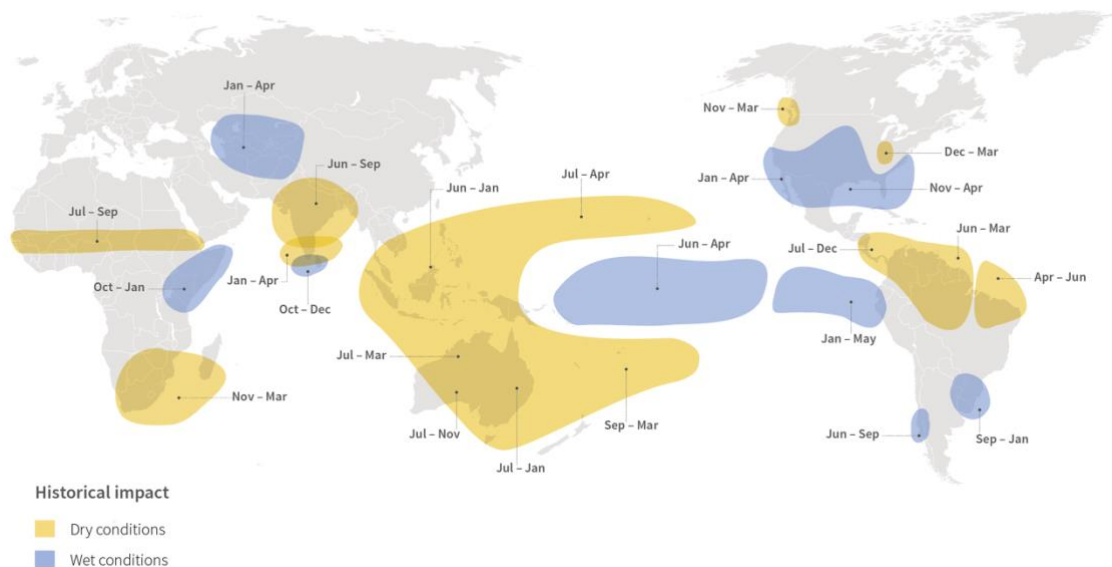 Jan – Apr
Nov – Mar
Dec – Mar
Jun – Sep
Jul – Apr
Jun – Jan
Jan – Apr
Nov – Apr
Jul – Sep
Jun – Apr
Jul – Dec
Jun – Mar
Jan – Apr
Apr – Jun
Oct – Jan
Oct – Dec
Jan – May
Jul – Mar
Nov – Mar
Sep – Mar
Jul – Nov
Jun – Sep
Sep – Jan
Jul – Jan
Historical impact
Dry conditions
Wet conditions